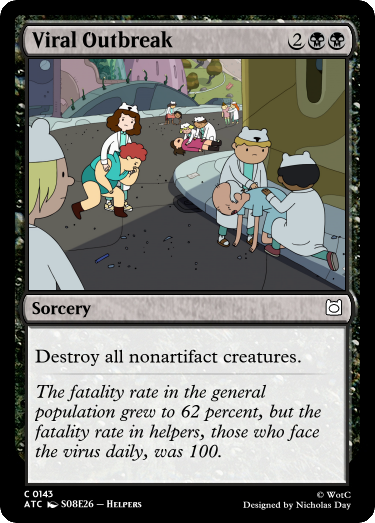 Viral Outbreak 2
Sorcery
Destroy all nonartifact creatures.
The fatality rate in the general
population grew to 62 percent, but the
fatality rate in helpers, those who face
the virus daily, was 100.
C 0143
© WotC
ATC S08E26 — Helpers
Designed by Nicholas Day